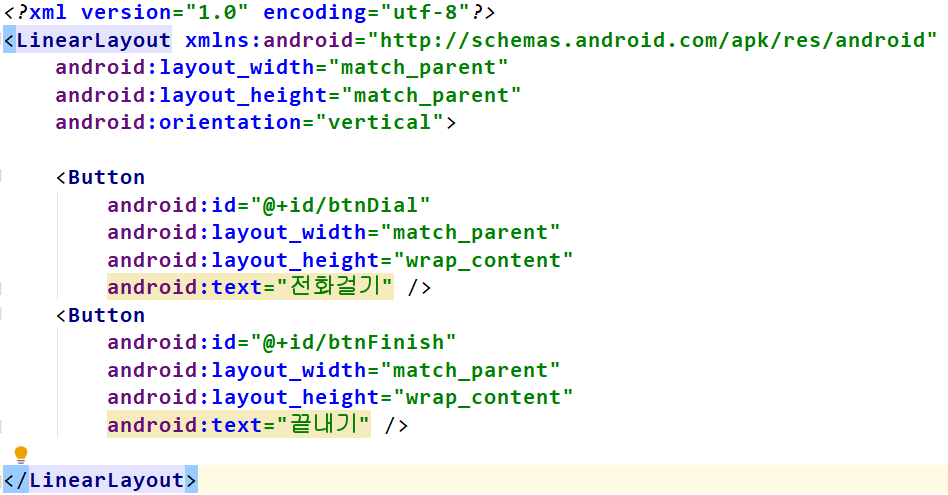 <?xml version="1.0" encoding="utf-8"?>
<LinearLayout xmlns:android="http://schemas.android.com/apk/res/android"
    android:layout_width="match_parent"
    android:layout_height="match_parent"
    android:orientation="vertical">

    <Button
        android:id="@+id/btnDial"
        android:layout_width="match_parent"
        android:layout_height="wrap_content"
        android:text="전화걸기" />
    <Button
        android:id="@+id/btnFinish"
        android:layout_width="match_parent"
        android:layout_height="wrap_content"
        android:text="끝내기" />

</LinearLayout>